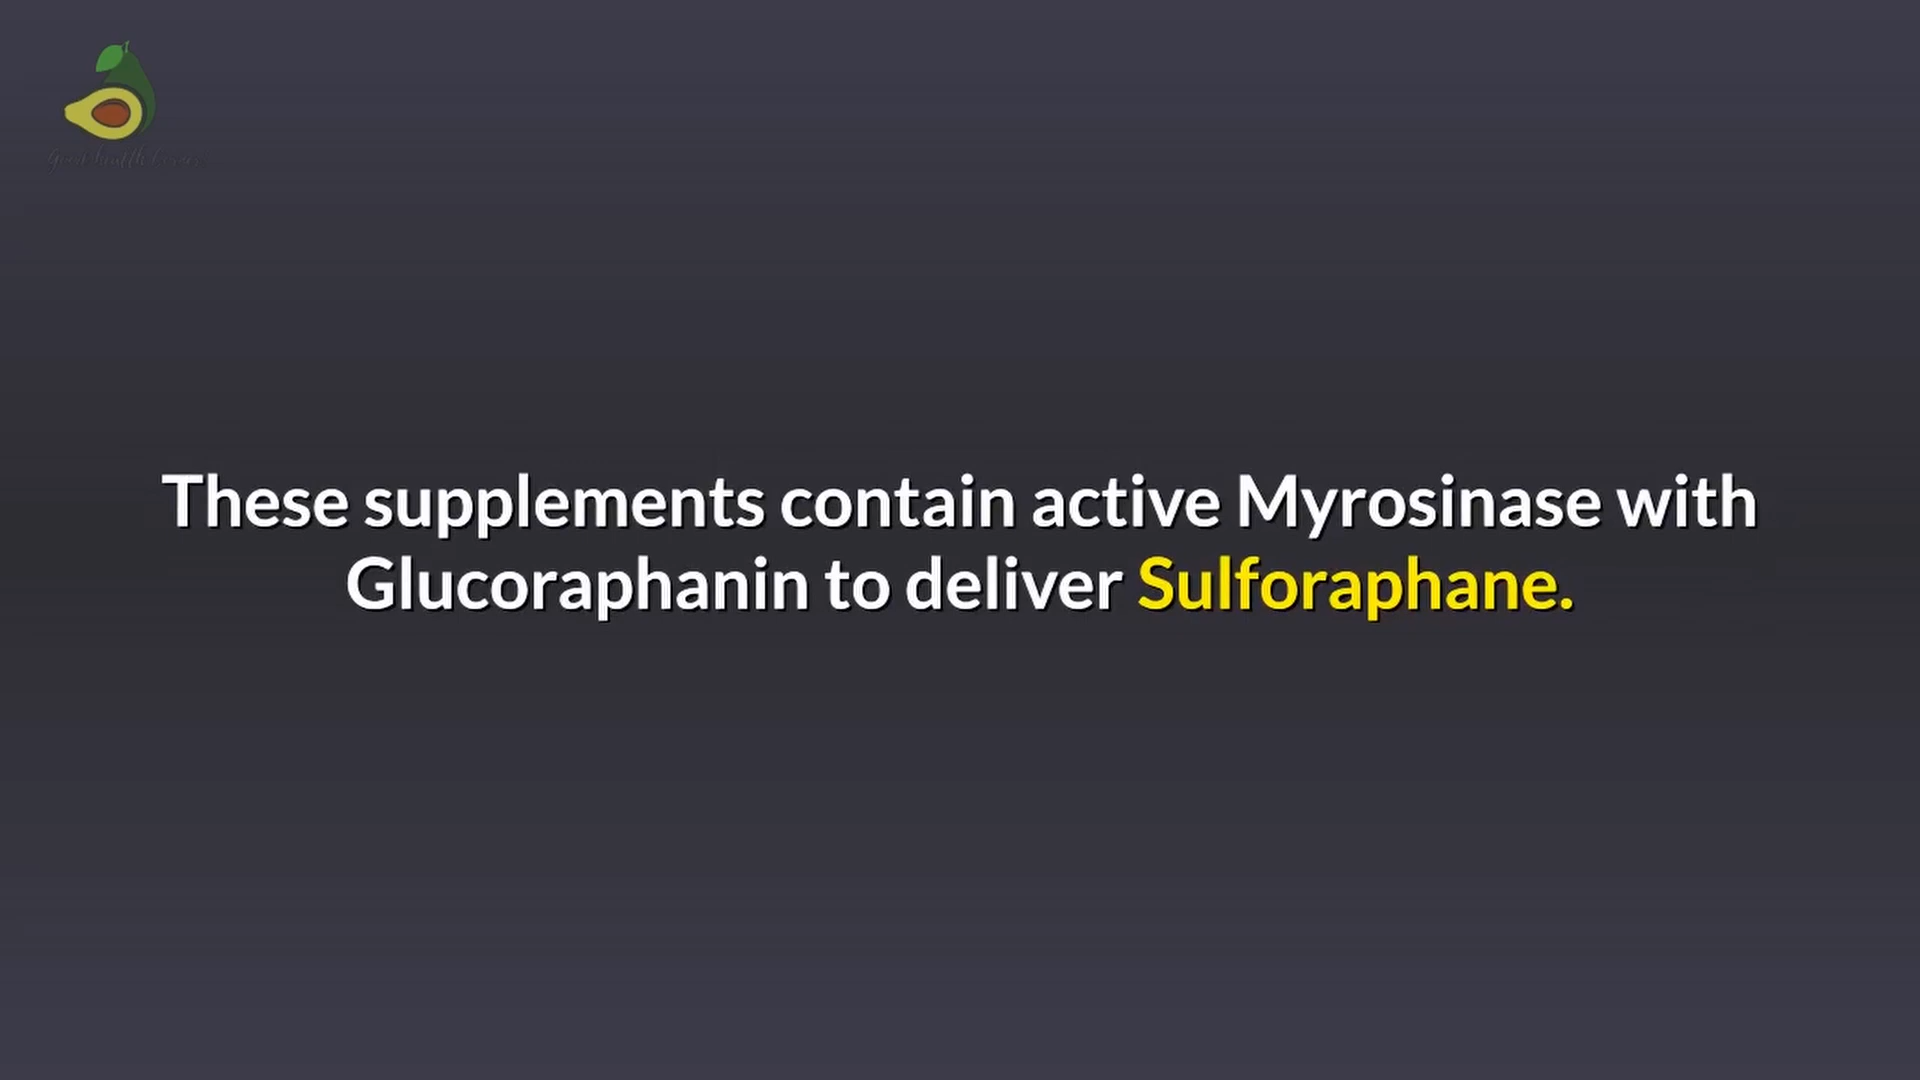 These supplements contain active Myrosinase with
Glucoraphanin to deliver Sulforaphane.